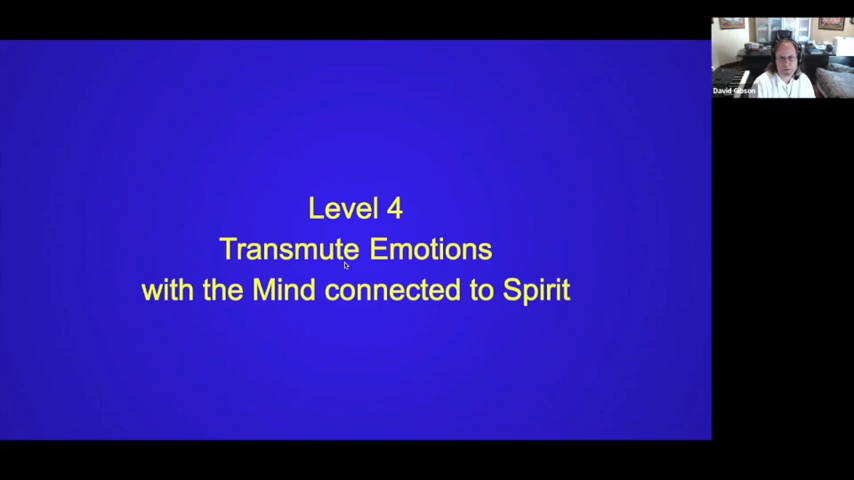 Level 4
Transmute Emotions
with the Mind connected to Spirit
David Gibson